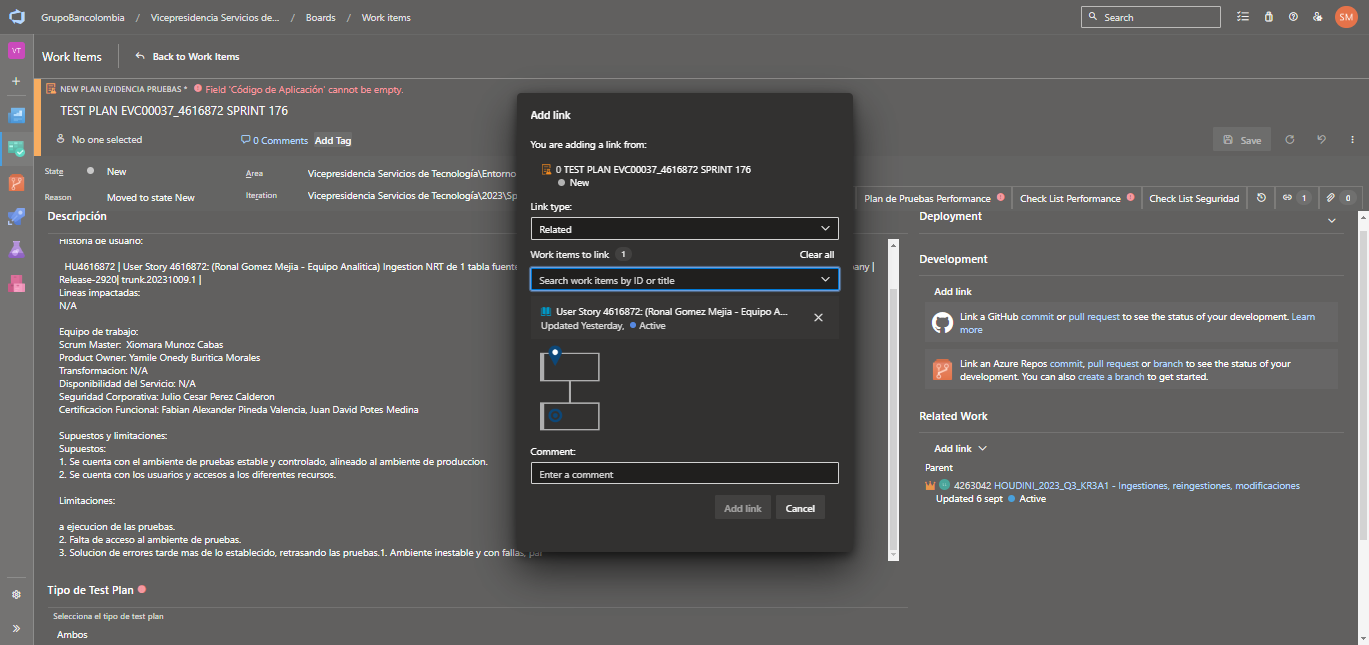 GrupoBancolombia / Vicepresidencia Servicios de... / Boards / Work items
Search
SM
VT
Work Items
Back to Work Items
NEW PLAN EVIDENCIA PRUEBAS *
Field 'Código de Aplicación' cannot be empty.
TEST PLAN EVC00037_4616872 SPRINT 176
No one selected
0 Comments
Add Tag
Save
State
New
Area
Vicepresidencia Servicios de Tecnología\Entorno
Reason
Moved to state New
Iteration
Vicepresidencia Servicios de Tecnología\2023\Sp
Plan de Pruebas Performance
Check List Performance
Check List Seguridad
1
0
Descripción
Historia de usuario:
HU4616872 | User Story 4616872: (Ronal Gomez Mejia - Equipo Analitica) Ingestion NRT de 1 tabla fuente
any |
Release-2920| trunk.20231009.1 |
Lineas impactadas:
N/A
Equipo de trabajo:
Scrum Master: Xiomara Munoz Cabas
Product Owner: Yamile Onedy Buritica Morales
Transformacion: N/A
Disponibilidad del Servicio: N/A
Seguridad Corporativa: Julio Cesar Perez Calderon
Certificacion Funcional: Fabian Alexander Pineda Valencia, Juan David Potes Medina
Supuestos y limitaciones:
Supuestos:
1. Se cuenta con el ambiente de pruebas estable y controlado, alineado al ambiente de produccion.
2. Se cuenta con los usuarios y accesos a los diferentes recursos.
Limitaciones:
a ejecucion de las pruebas.
2. Falta de acceso al ambiente de pruebas.
3. Solucion de errores tarde mas de lo establecido, retrasando las pruebas.1. Ambiente inestable y con fallas, par
Tipo de Test Plan
Selecciona el tipo de test plan
Ambos
Add link
You are adding a link from:
0 TEST PLAN EVC00037_4616872 SPRINT 176
New
Link type:
Related
Work items to link 1
Clear all
Search work items by ID or title
User Story 4616872: (Ronal Gomez Mejia - Equipo A...
Updated Yesterday, Active
Comment:
Enter a comment
Add link
Cancel
Deployment
Development
Add link
Link a GitHub commit or pull request to see the status of your development. Learn
more
Link an Azure Repos commit, pull request or branch to see the status of your
development. You can also create a branch to get started.
Related Work
Add link
Parent
4263042 HOUDINI_2023_Q3_KR3A1 - Ingestiones, reingestiones, modificaciones
Updated 6 sept Active